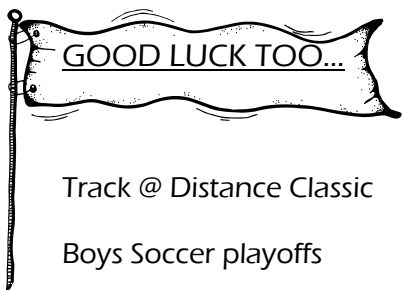 GOOD LUCK TOO...
Track @ Distance Classic
Boys Soccer playoffs